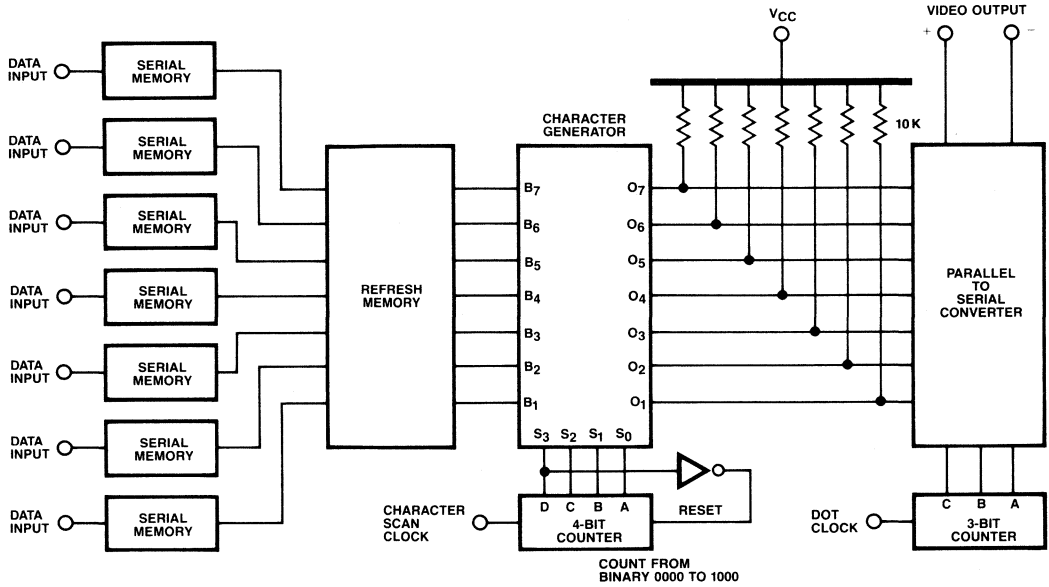 VCC
VIDEO OUTPUT
+
−
DATA
INPUT
SERIAL
MEMORY
DATA
INPUT
SERIAL
MEMORY
DATA
INPUT
SERIAL
MEMORY
DATA
INPUT
SERIAL
MEMORY
DATA
INPUT
SERIAL
MEMORY
DATA
INPUT
SERIAL
MEMORY
DATA
INPUT
SERIAL
MEMORY
REFRESH
MEMORY
CHARACTER
GENERATOR
B7
B6
B5
B4
B3
B2
B1
O7
O6
O5
O4
O3
O2
O1
S3 S2 S1 S0
10 K
PARALLEL
TO
SERIAL
CONVERTER
CHARACTER
SCAN
CLOCK
D C B A
4-BIT
COUNTER
RESET
COUNT FROM
BINARY 0000 TO 1000
DOT
CLOCK
C B A
3-BIT
COUNTER